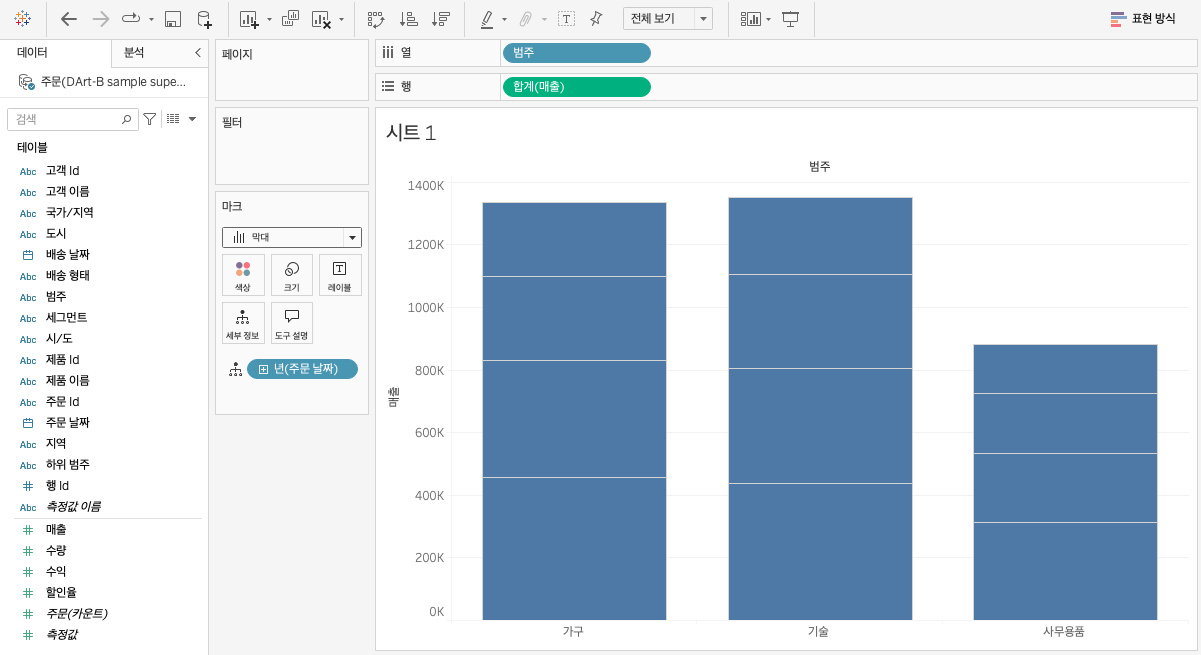 전체 보기
표현 방식
데이터
분석
주문(DArt-B sample supe...
검색
테이블
Abc 고객 Id
Abc 고객 이름
Abc 국가/지역
Abc 도시
배송 날짜
Abc 배송 형태
Abc 범주
Abc 세그먼트
Abc 시/도
Abc 제품 Id
Abc 제품 이름
Abc 주문 Id
주문 날짜
Abc 지역
Abc 하위 범주
행 Id
Abc 측정값 이름
매출
수량
수익
할인율
주문(카운트)
측정값
페이지
필터
마크
막대
색상
크기
레이블
세부 정보
도구 설명
년(주문 날짜)
열
범주
행
합계(매출)
시트 1
범주
1400K
1200K
1000K
800K
600K
400K
200K
0K
매출
가구
기술
사무용품